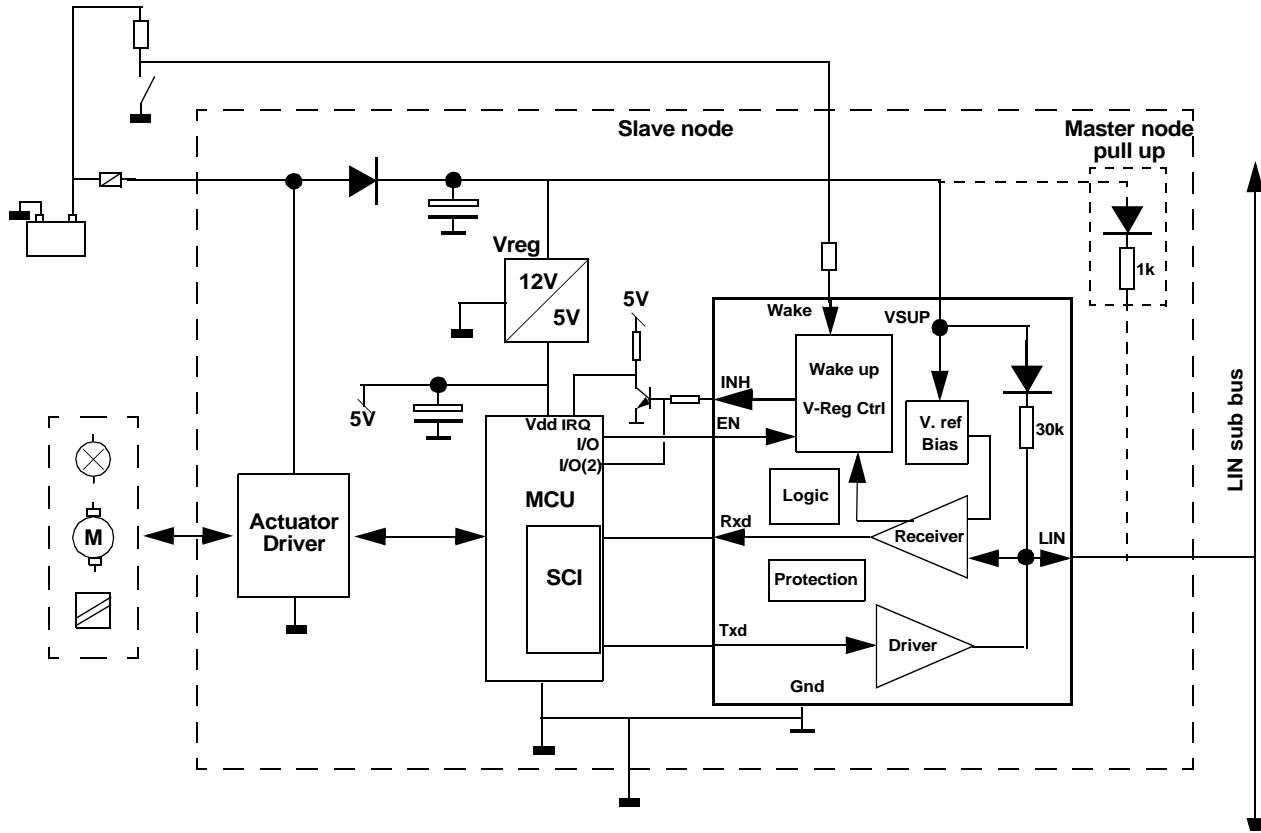 Slave node
Master node
pull up
1k
Vreg
12V
5V
5V
Wake
VSUP
Wake up
V-Reg Ctrl
INH
5V
V. ref
Bias
30k
Vdd IRQ
EN
I/O
I/O(2)
LIN sub bus
Logic
MCU
Actuator
Driver
Rxd
Receiver
LIN
M
SCI
Protection
Txd
Driver
Gnd